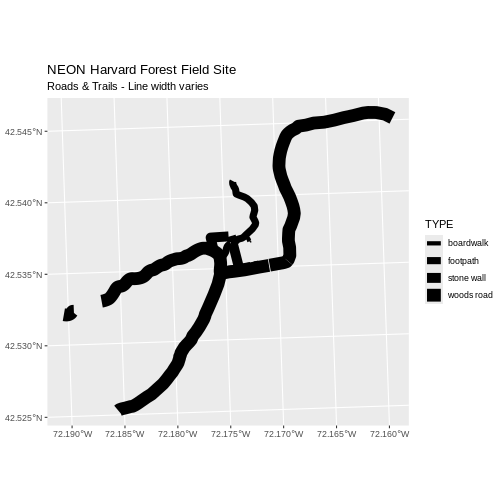 NEON Harvard Forest Field Site
Roads & Trails - Line width varies
42.545°N
42.540°N
42.535°N
42.530°N
42.525°N
72.190°W 72.185°W 72.180°W 72.175°W 72.170°W 72.165°W 72.160°W
TYPE
boardwalk
footpath
stone wall
woods road